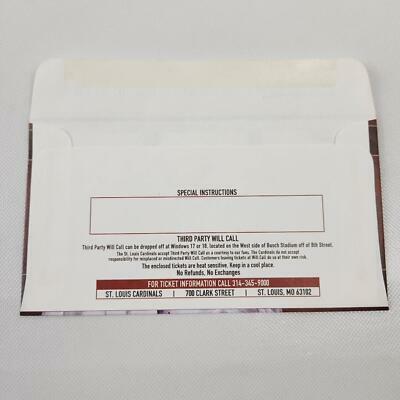 SPECIAL INSTRUCTIONS
THIRD PARTY WILL CALL
Third Party Will Call can be dropped off at Windows 17 or 18, located on the West side of Busch Stadium off of 8th Street.
The St. Louis Cardinals accept Third Party Will Call as a courtesy to our fans. The Cardinals do not accept
responsibility for misplaced or misdirected Will Call. Customers leaving tickets at Will Call do so at their own risk.
The enclosed tickets are heat sensitive. Keep in a cool place.
No Refunds, No Exchanges
FOR TICKET INFORMATION CALL 314-345-9000
ST. LOUIS CARDINALS | 700 CLARK STREET | ST. LOUIS, MO 63102